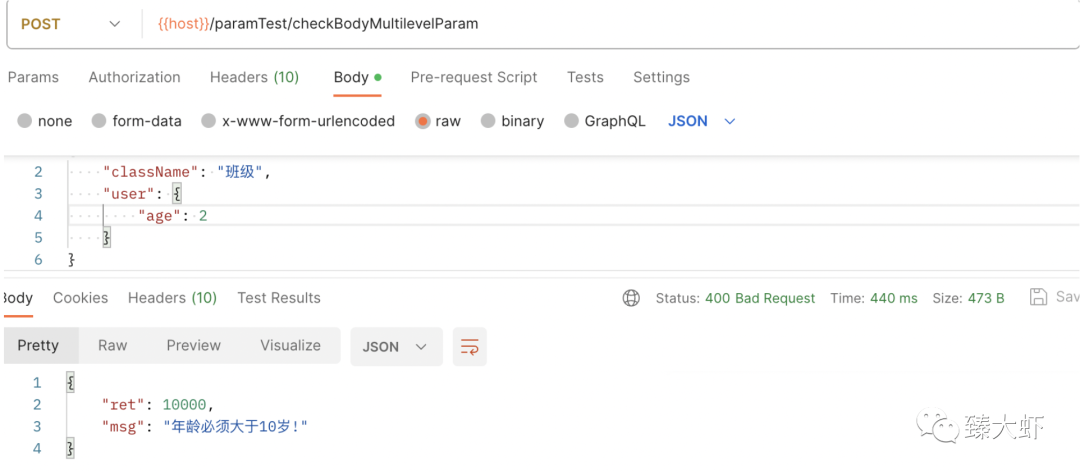 POST {{host}}/paramTest/checkBodyMultilevelParam
Params Authorization Headers (10) Body Pre-request Script Tests Settings
none form-data x-www-form-urlencoded raw binary GraphQL JSON
2 "className": "班级",
3 "user": {
4 "age": 2
5 }
6 }
Body Cookies Headers (10) Test Results Status: 400 Bad Request Time: 440 ms Size: 473 B Sav
Pretty Raw Preview Visualize JSON
1 {
2 "ret": 10000,
3 "msg": "年龄必须大于10岁!"
4 }
臻大虾